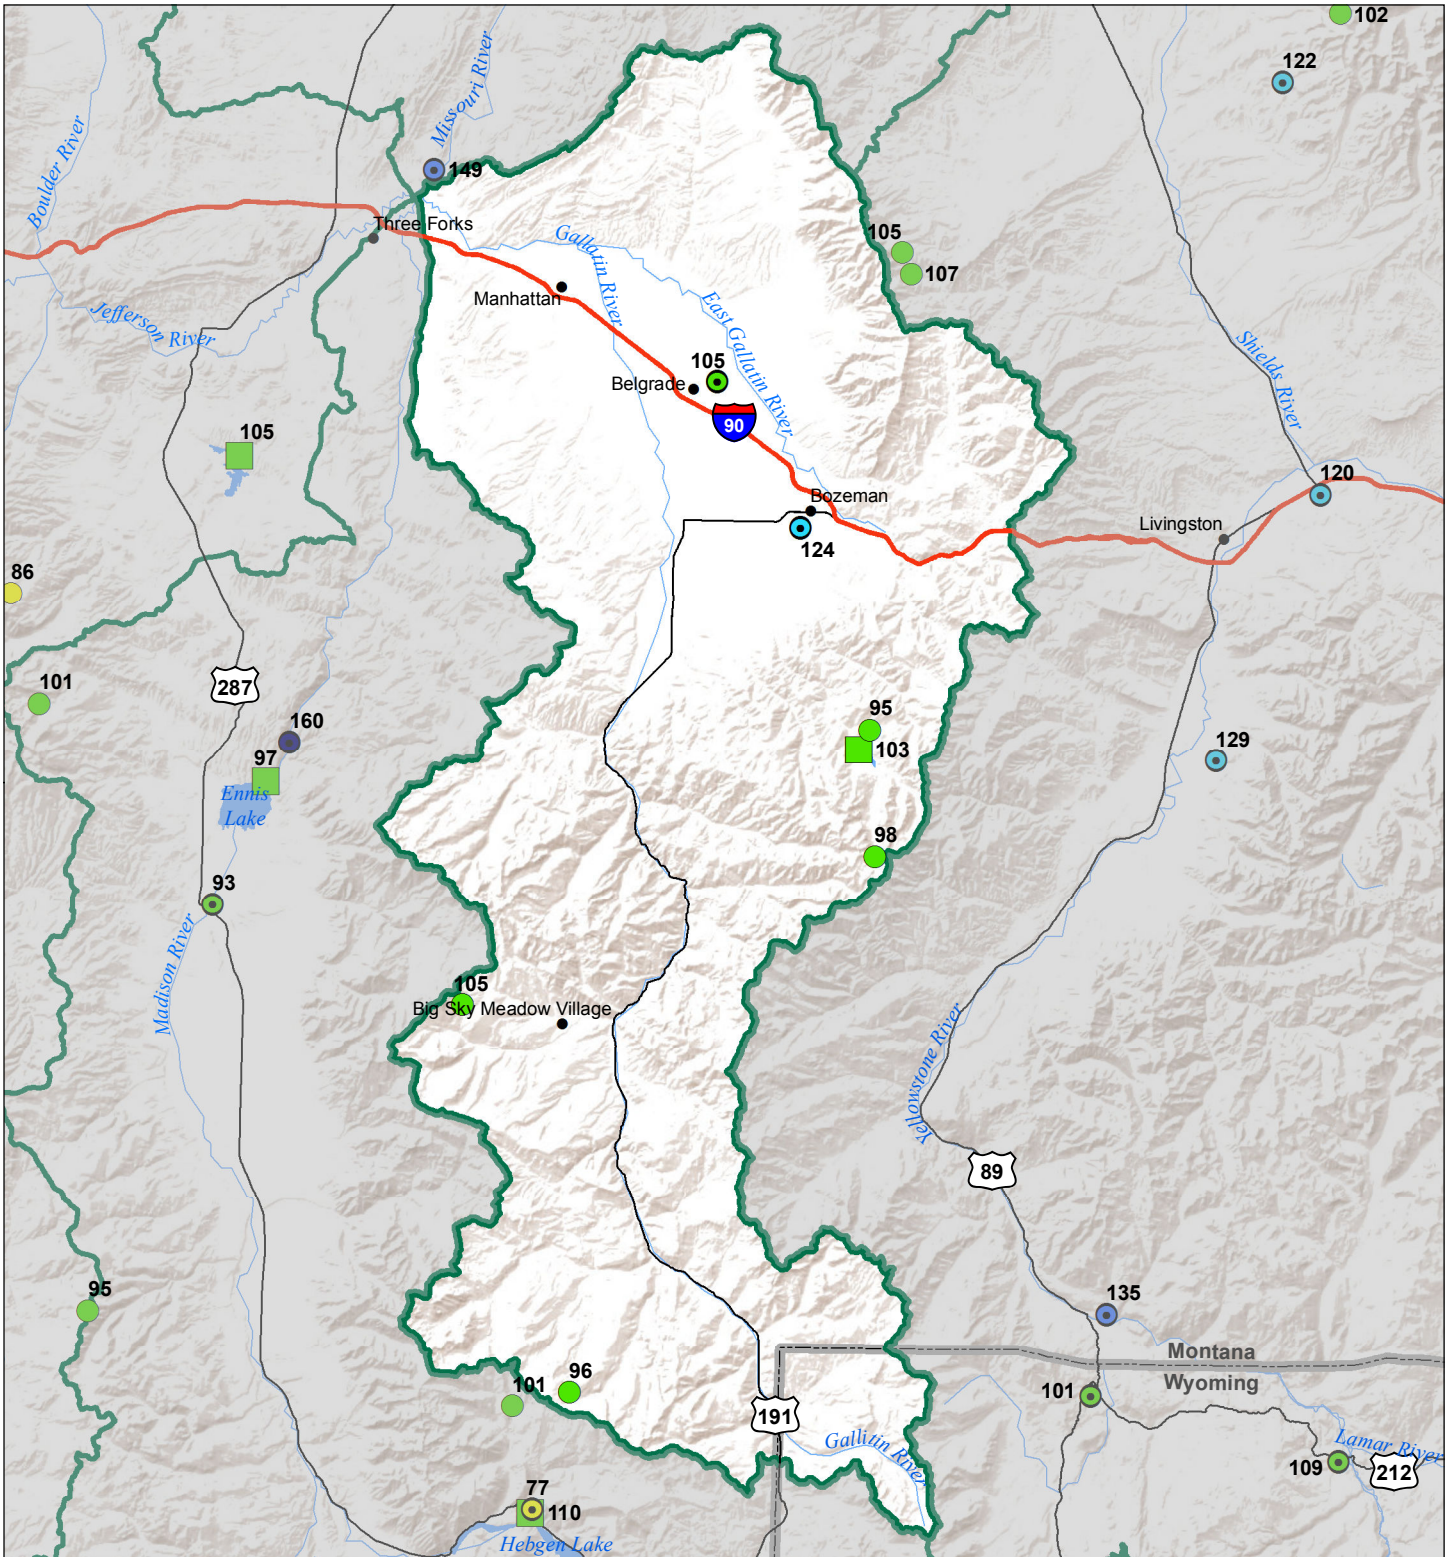 102
122
Missouri River
Boulder River
149
Three Forks
105
107
Gallatin River
Manhattan
East Gallatin River
Jefferson River
Shields River
105
Belgrade
90
105
120
Bozeman
Livingston
124
86
287
101
95
160
103
129
97
Ennis
Lake
98
93
Madison River
105
Big Sky Meadow Village
Yellowstone River
89
95
135
Montana
Wyoming
96
101
101
191
Gallitin River
Lamar River
109
212
77
110
Hebgen Lake